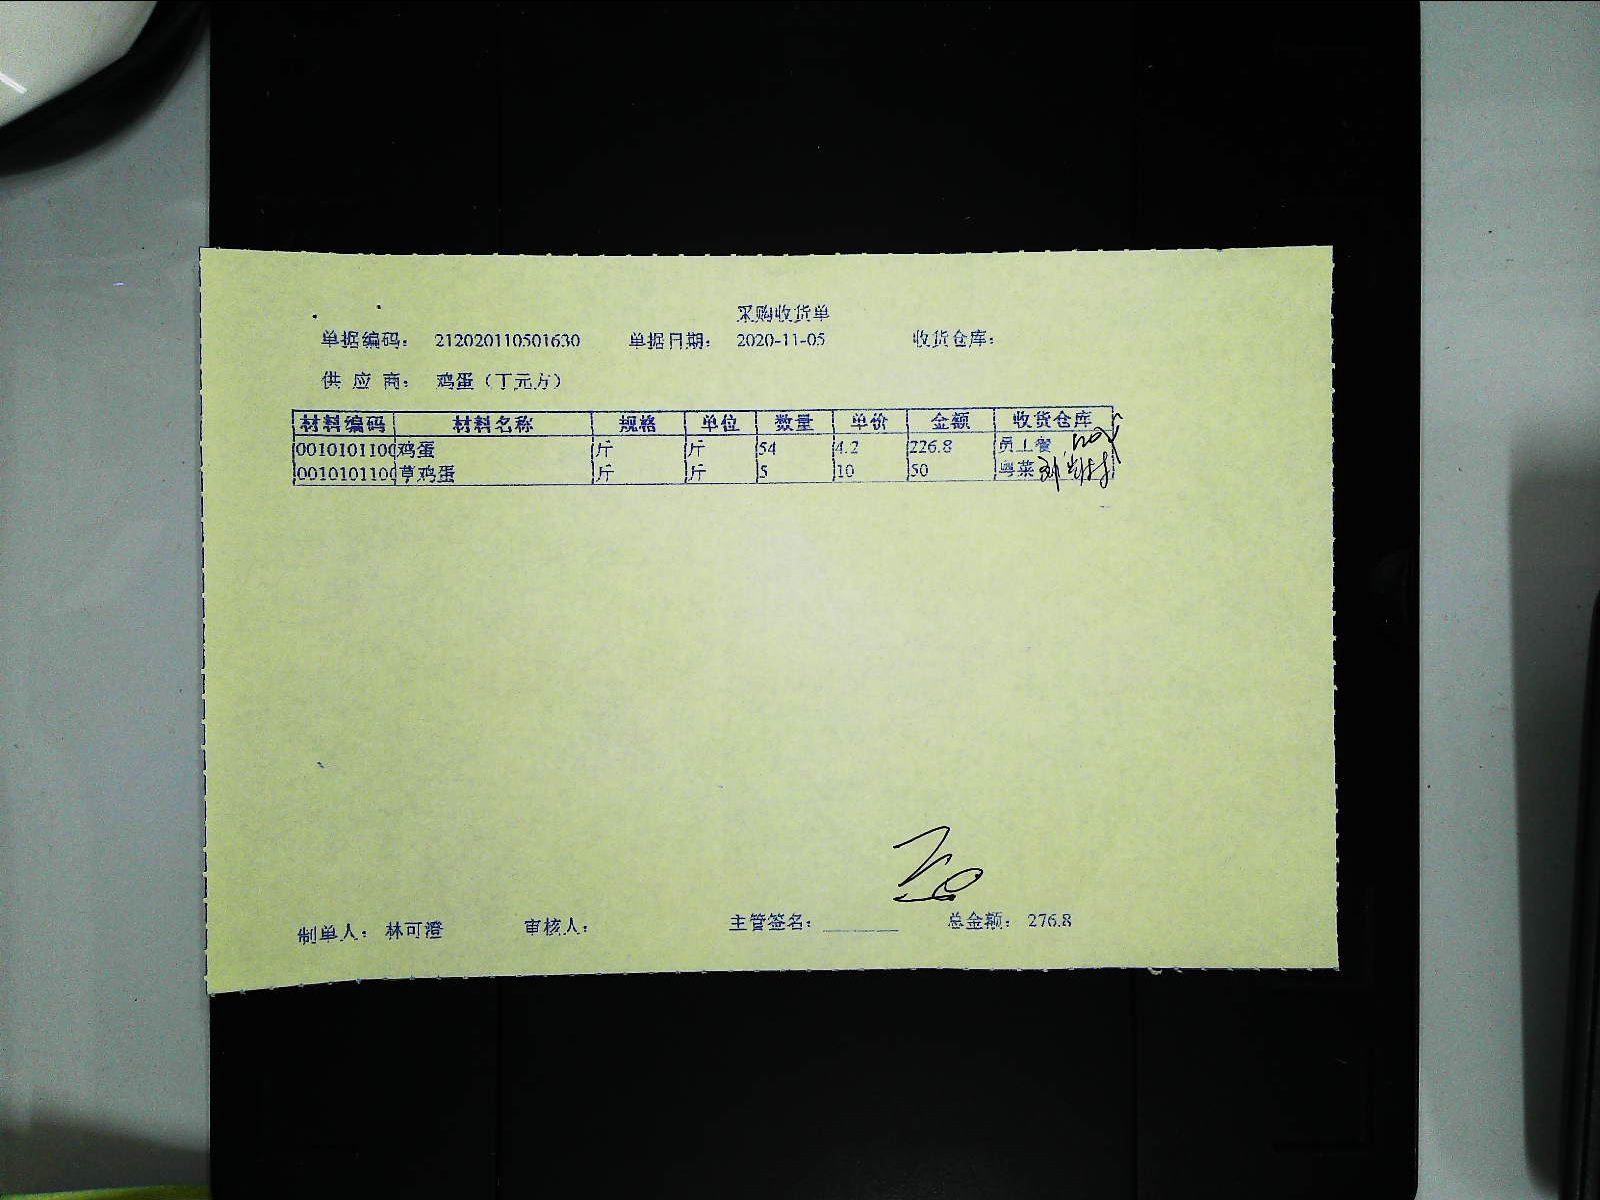 采购收货单
单据编码： 212020110501630 单据日期： 2020-11-05 收货仓库：
供 应 商： 鸡蛋（丁元方）
材料编码 材料名称 规格 单位 数量 单价 金额 收货仓库
0010101100 鸡蛋 斤 斤 54 4.2 226.8 员工餐
0010101100 草鸡蛋 斤 斤 5 10 50 粤菜
制单人： 林可澄 审核人： 主管签名： 总金额： 276.8